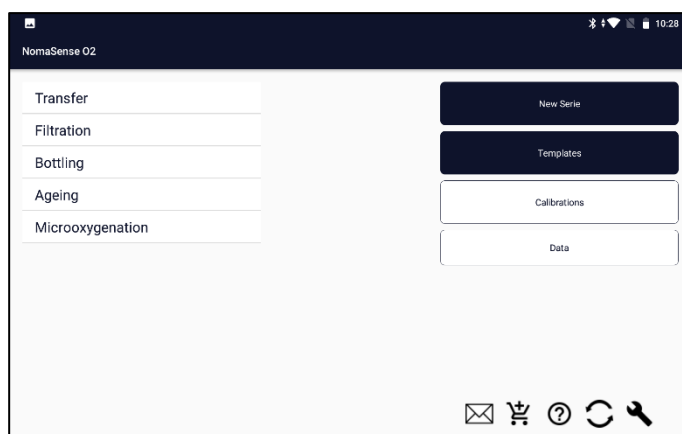 10:28
NomaSense O2
Transfer
Filtration
Bottling
Ageing
Microoxygenation
New Serie
Templates
Calibrations
Data